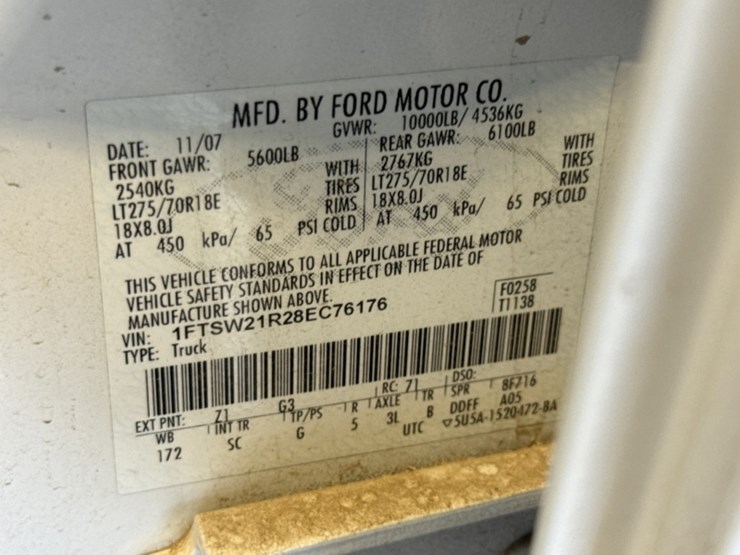 MFD. BY FORD MOTOR CO.
DATE: 11/07 GVWR: 10000LB/ 4536KG
FRONT GAWR: 5600LB REAR GAWR: 6100LB
2540KG WITH 2767KG WITH
LT275/70R18E TIRES LT275/70R18E TIRES
18X8.0J RIMS 18X8.0J RIMS
AT 450 kPa/ 65 PSI COLD AT 450 kPa/ 65 PSI COLD
THIS VEHICLE CONFORMS TO ALL APPLICABLE FEDERAL MOTOR
VEHICLE SAFETY STANDARDS IN EFFECT ON THE DATE OF
MANUFACTURE SHOWN ABOVE.
VIN: 1FTSW21R28EC76176
TYPE: Truck
F0258
T1138
EXT PNT: Z1 G3 RC: 71 DSO:
WB INT TR TP/PS R AXLE TR SPR 8F716
172 SC G 5 3L B DDFF A05
UTC ▽5U5A-1520472-BA